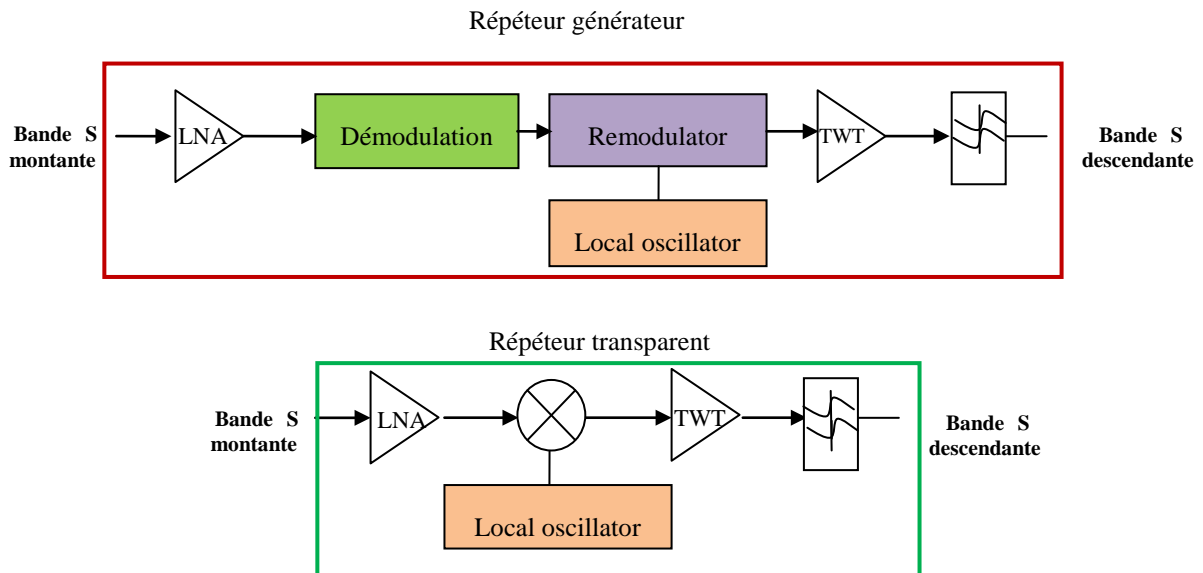 Répéteur générateur
Bande S
montante
LNA
Démodulation
Remodulator
TWT
Bande S
descendante
Local oscillator
Répéteur transparent
Bande S
montante
LNA
TWT
Bande S
descendante
Local oscillator